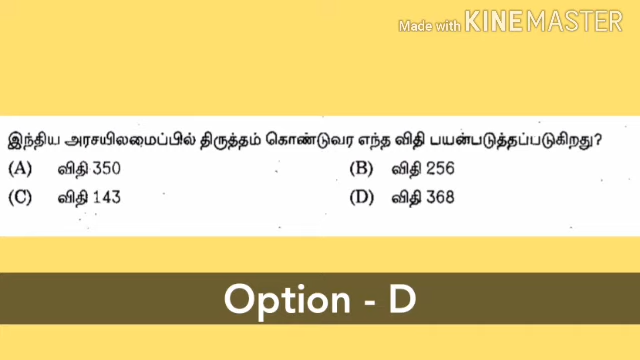 Made with KINEMASTER
இந்திய அரசயிலமைப்பில் திருத்தம் கொண்டுவர எந்த விதி பயன்படுத்தப்படுகிறது?
(A) விதி 350 (B) விதி 256
(C) விதி 143 (D) விதி 368
Option - D